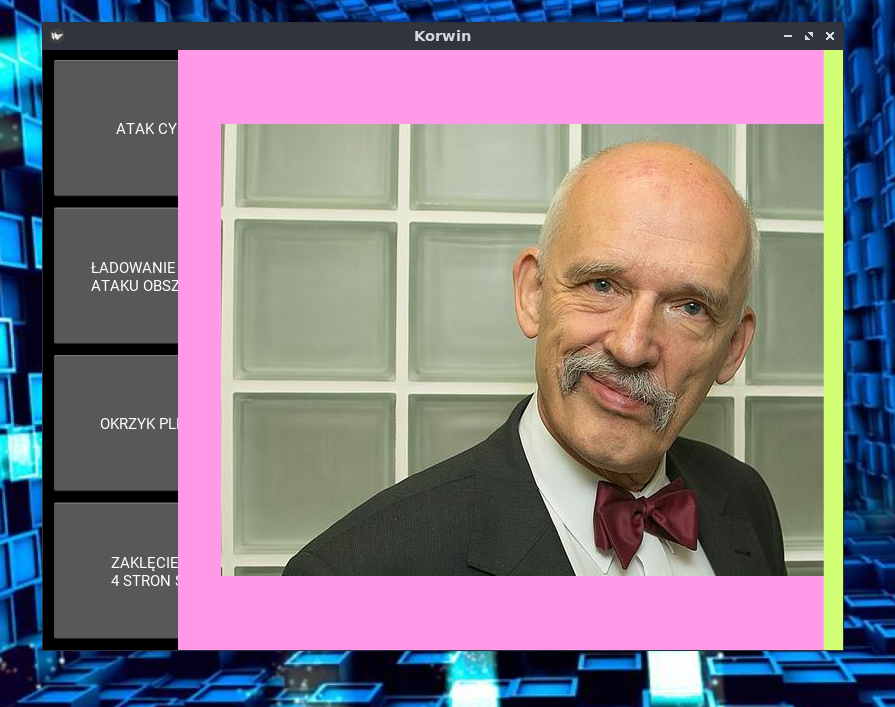 Korwin
ATAK CY
ŁADOWANIE
ATAKU OBSZ
OKRZYK PL
ZAKLĘCIE
4 STRON